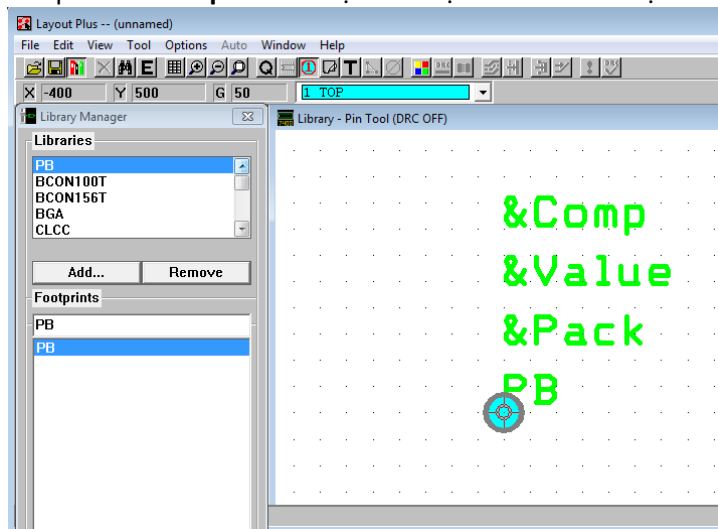 Layout Plus -- (unnamed)
File Edit View Tool Options Auto Window Help
X -400 Y 500 G 50 1 TOP
Library Manager
Libraries
PB
BCON100T
BCON156T
BGA
CLCC
Add... Remove
Footprints
PB
PB
Library - Pin Tool (DRC OFF)
&Comp
&Value
&Pack
PB